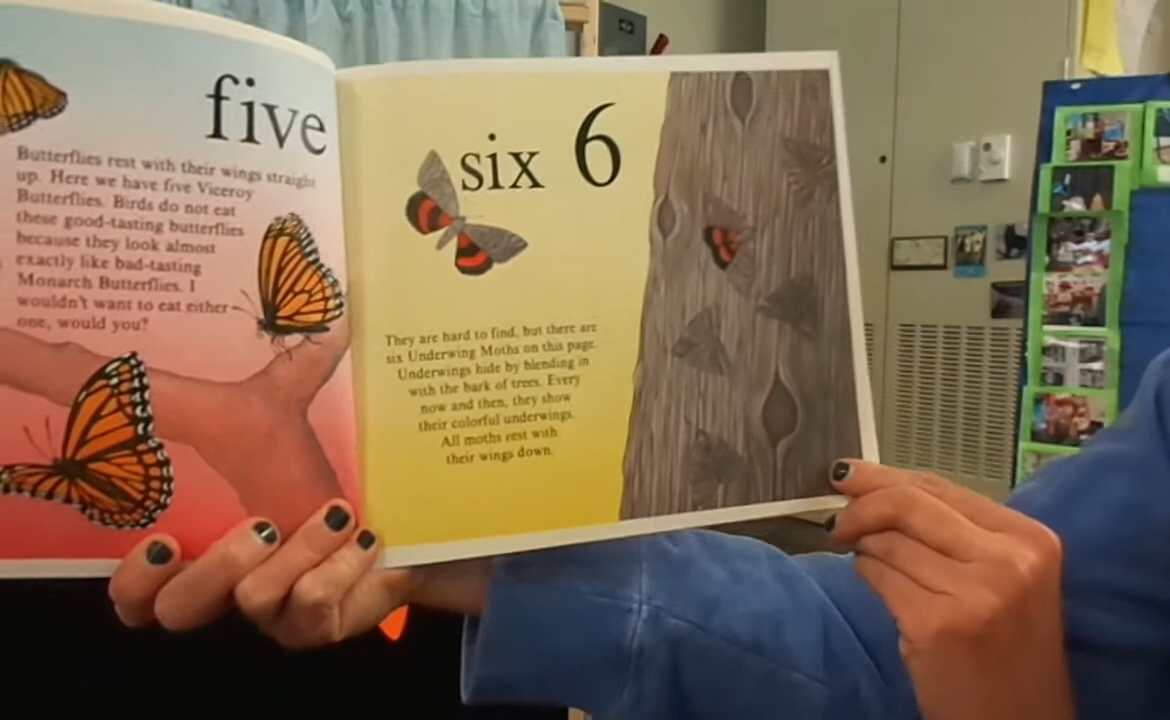 five
Butterflies rest with their wings straight
up. Here we have five Viceroy
Butterflies. Birds do not eat
these good-tasting butterflies
because they look almost
exactly like bad-tasting
Monarch Butterflies. I
wouldn't want to eat either
one, would you?
six 6
They are hard to find, but there are
six Underwing Moths on this page.
Underwings hide by blending in
with the bark of trees. Every
now and then, they show
their colorful underwings.
All moths rest with
their wings down.